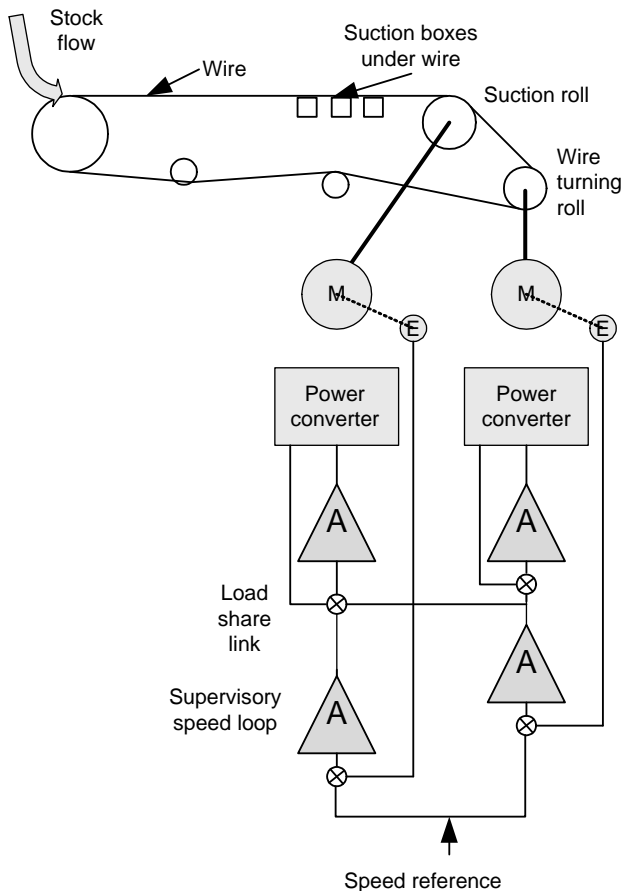 Stock
flow
Wire
Suction boxes
under wire
Suction roll
Wire
turning
roll
M
E
M
E
Power
converter
Power
converter
A
A
Load
share
link
A
Supervisory
speed loop
A
Speed reference